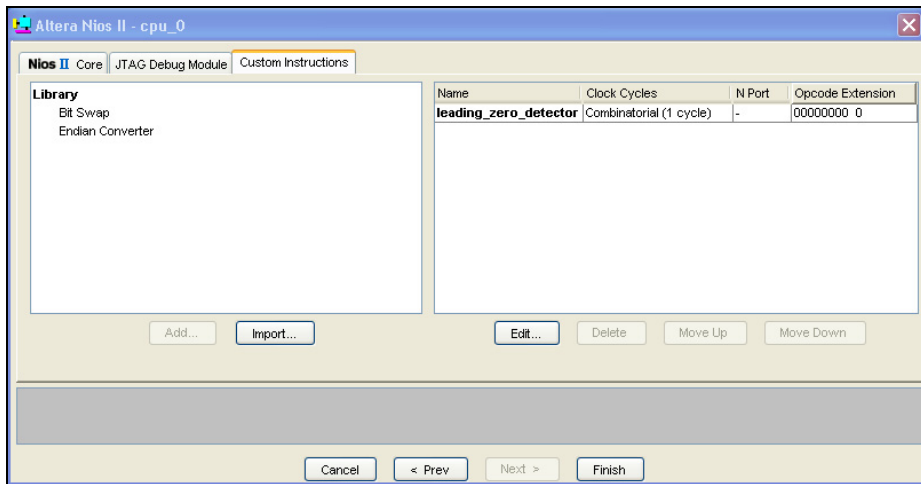 Altera Nios II - cpu_0
Nios II Core JTAG Debug Module Custom Instructions
Library
Bit Swap
Endian Converter
Name Clock Cycles N Port Opcode Extension
leading_zero_detector Combinatorial (1 cycle) - 00000000 0
Add... Import... Edit... Delete Move Up Move Down
Cancel < Prev Next > Finish